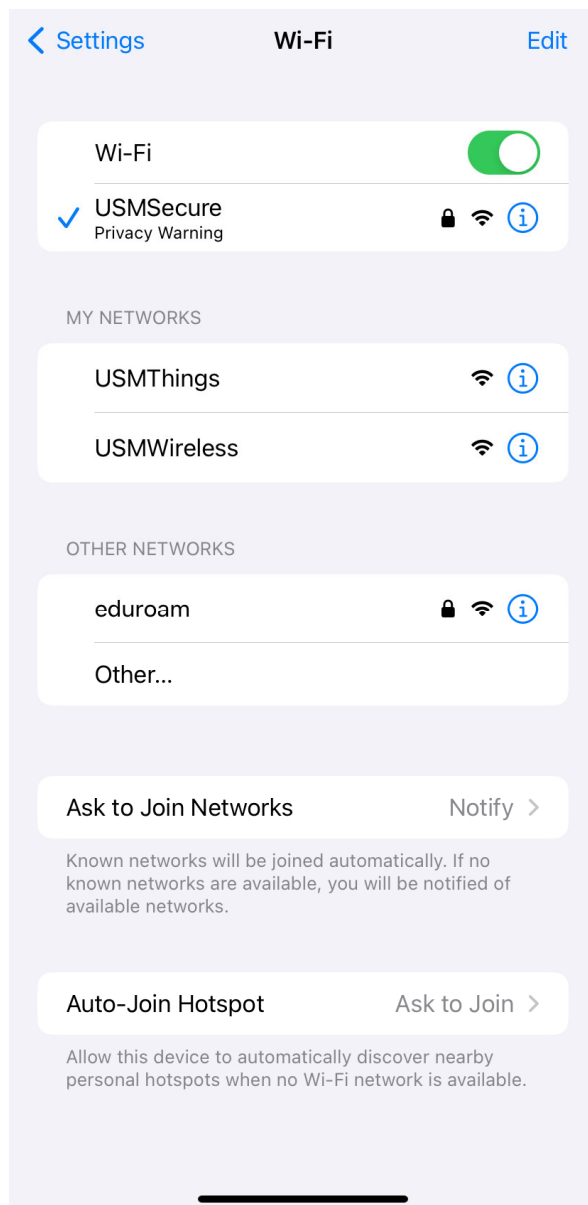 Settings Wi-Fi Edit
Wi-Fi
USMSecure
Privacy Warning
MY NETWORKS
USMThings
USMWireless
OTHER NETWORKS
eduroam
Other...
Ask to Join Networks Notify
Known networks will be joined automatically. If no
known networks are available, you will be notified of
available networks.
Auto-Join Hotspot Ask to Join
Allow this device to automatically discover nearby
personal hotspots when no Wi-Fi network is available.